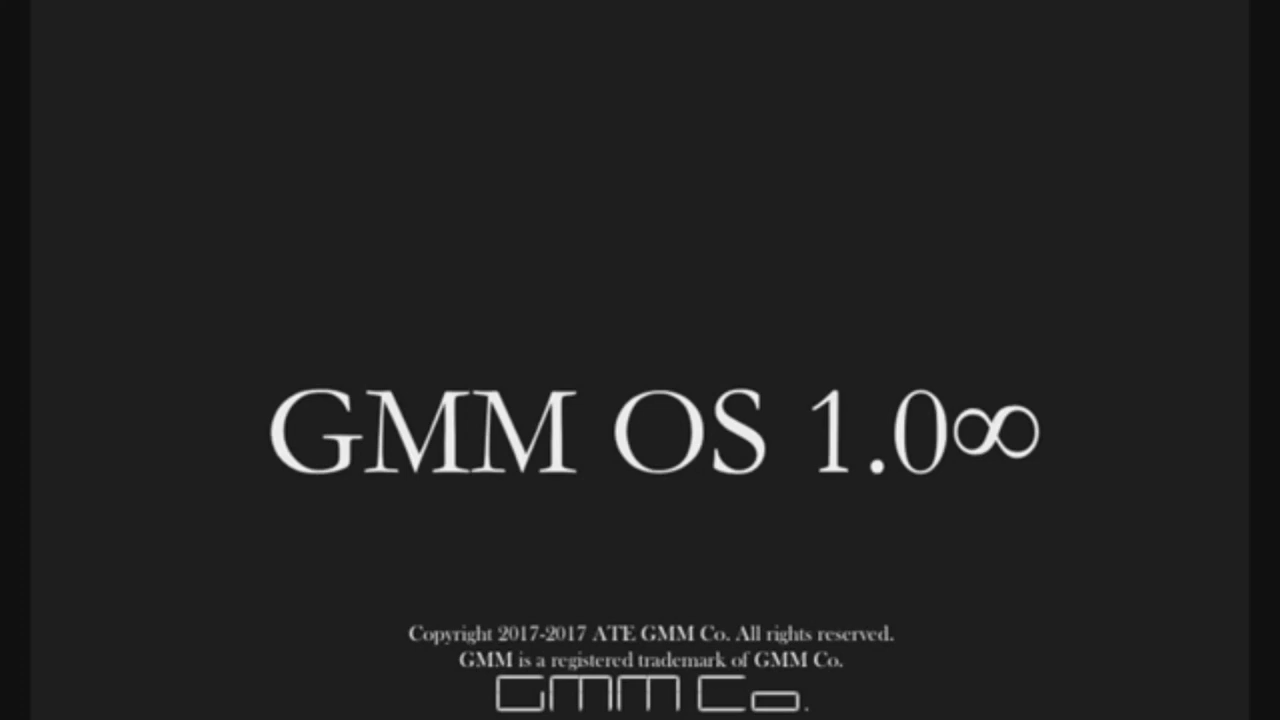 GMM OS 1.0∞
Copyright 2017-2017 ATE GMM Co. All rights reserved.
GMM is a registered trademark of GMM Co.
GMM Co.